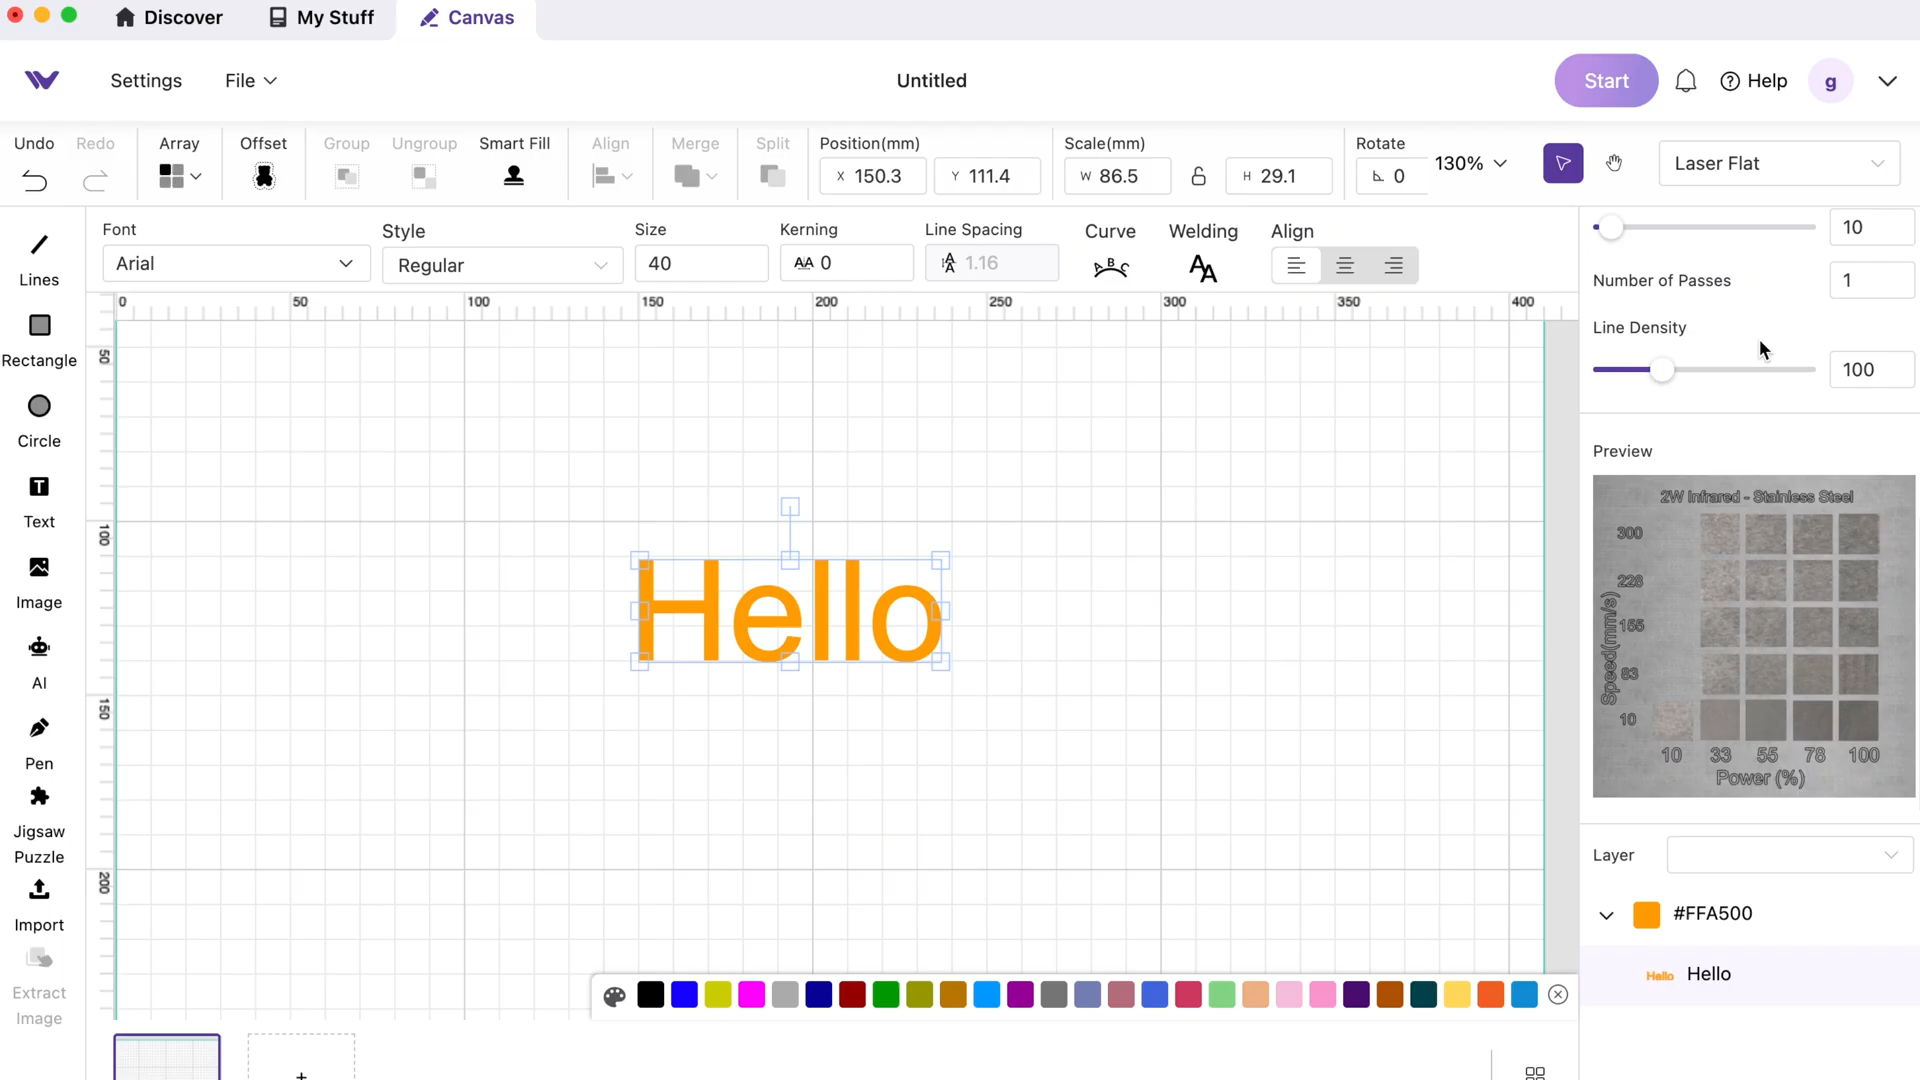 Discover
My Stuff
Canvas
Settings
File
Untitled
Start
Help
g
Undo
Redo
Array
Offset
Group
Ungroup
Smart Fill
Align
Merge
Split
Position(mm)
X 150.3
Y 111.4
Scale(mm)
W 86.5
H 29.1
Rotate
0
130%
Laser Flat
Font
Arial
Style
Regular
Size
40
Kerning
AA 0
Line Spacing
A 1.16
Curve
A B C
Welding
AA
Align
0 50 100 150 200 250 300 350 400
50
100
150
200
Lines
Rectangle
Circle
T
Text
Image
AI
Pen
Jigsaw
Puzzle
Import
Extract
Image
Hello
+
10
Number of Passes
1
Line Density
100
Preview
2W Infrared - Stainless Steel
300
228
155
83
10
Speed(mm/s)
10 33 55 78 100
Power (%)
Layer
#FFA500
Hello Hello